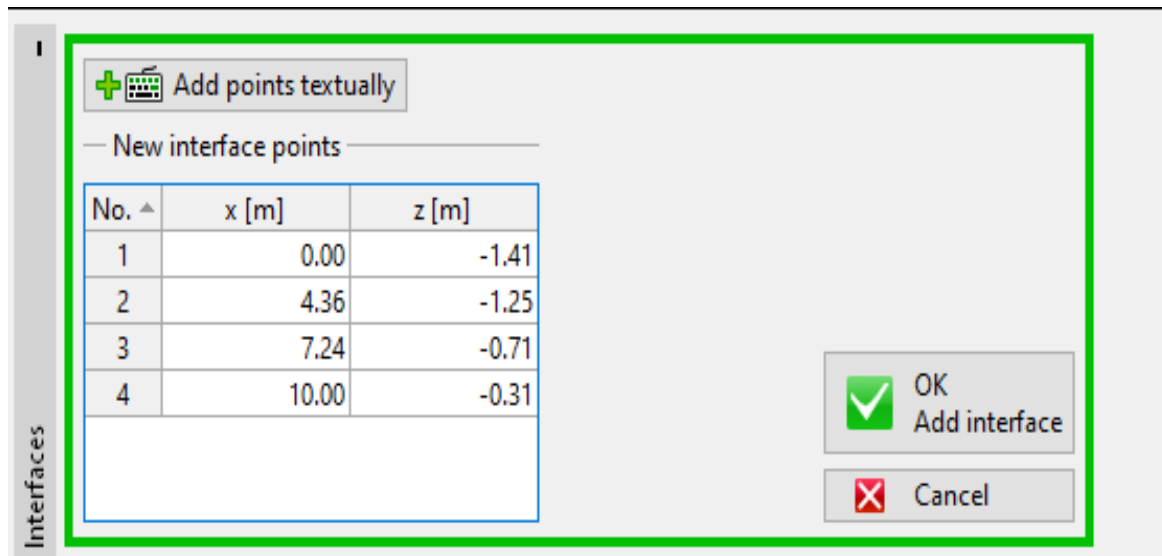 Add points textually
New interface points
No. x [m] z [m]
1 0.00 -1.41
2 4.36 -1.25
3 7.24 -0.71
4 10.00 -0.31
OK
Add interface
Cancel
Interfaces